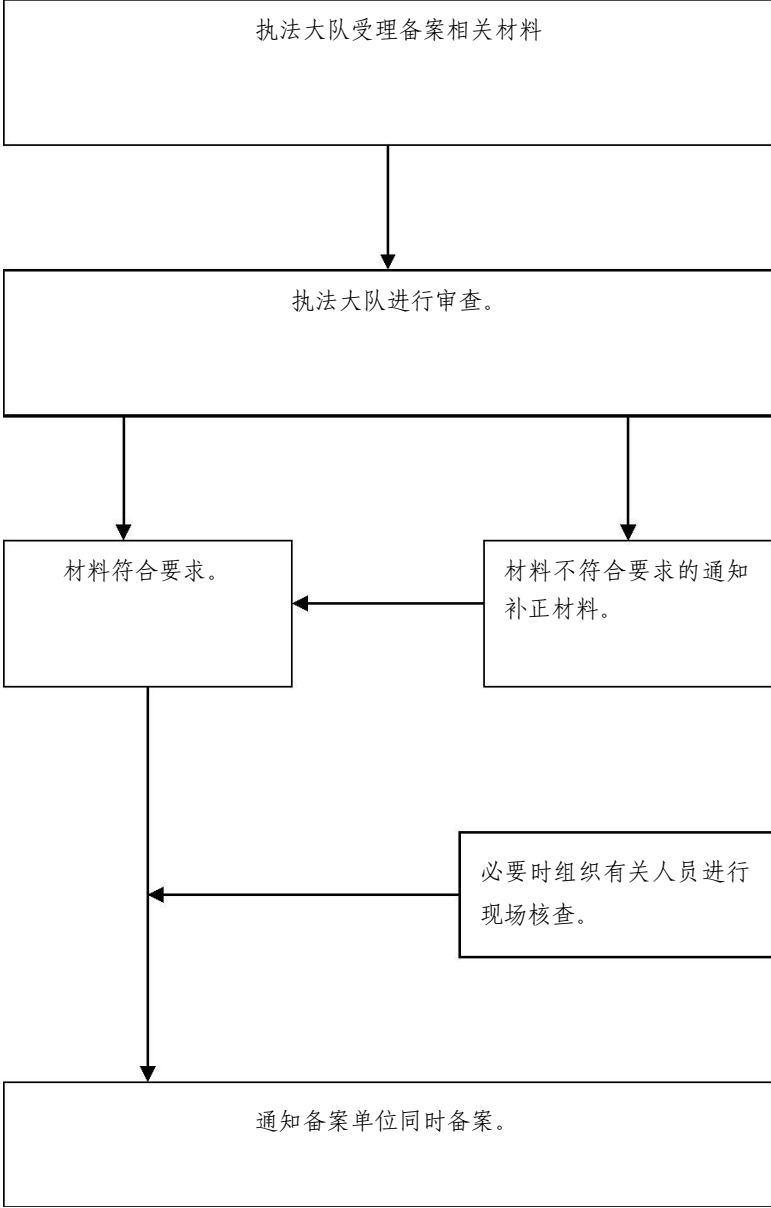 执法大队受理备案相关材料
执法大队进行审查。
材料符合要求。
材料不符合要求的通知
补正材料。
必要时组织有关人员进行
现场核查。
通知备案单位同时备案。